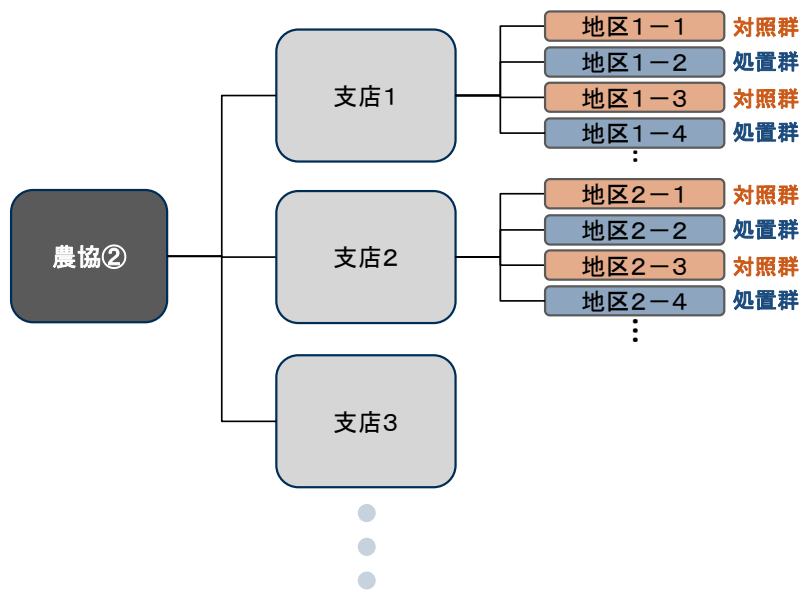 地区1－1 対照群
地区1－2 処置群
地区1－3 対照群
地区1－4 処置群
支店1
地区2－1 対照群
地区2－2 処置群
地区2－3 対照群
地区2－4 処置群
農協②
支店2
支店3